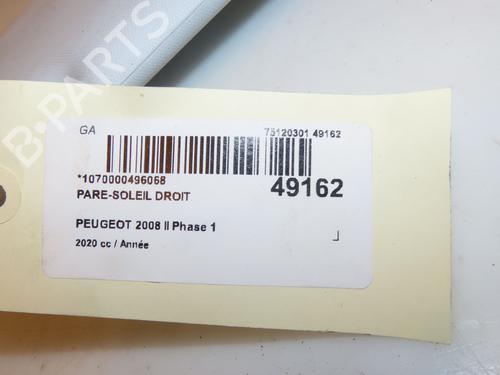 GA
75120301 49162
*1070000496068
49162
PARE-SOLEIL DROIT
PEUGEOT 2008 II Phase 1
2020 cc / Année
B-PARTS